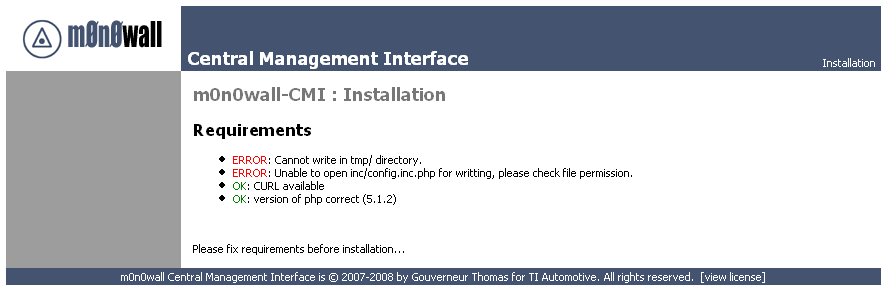 m0n0wall
Central Management Interface
Installation
m0n0wall-CMI : Installation
Requirements
ERROR: Cannot write in tmp/ directory.
ERROR: Unable to open inc/config.inc.php for writting, please check file permission.
OK: CURL available
OK: version of php correct (5.1.2)
Please fix requirements before installation...
m0n0wall Central Management Interface is © 2007-2008 by Gouverneur Thomas for TI Automotive. All rights reserved. [view license]